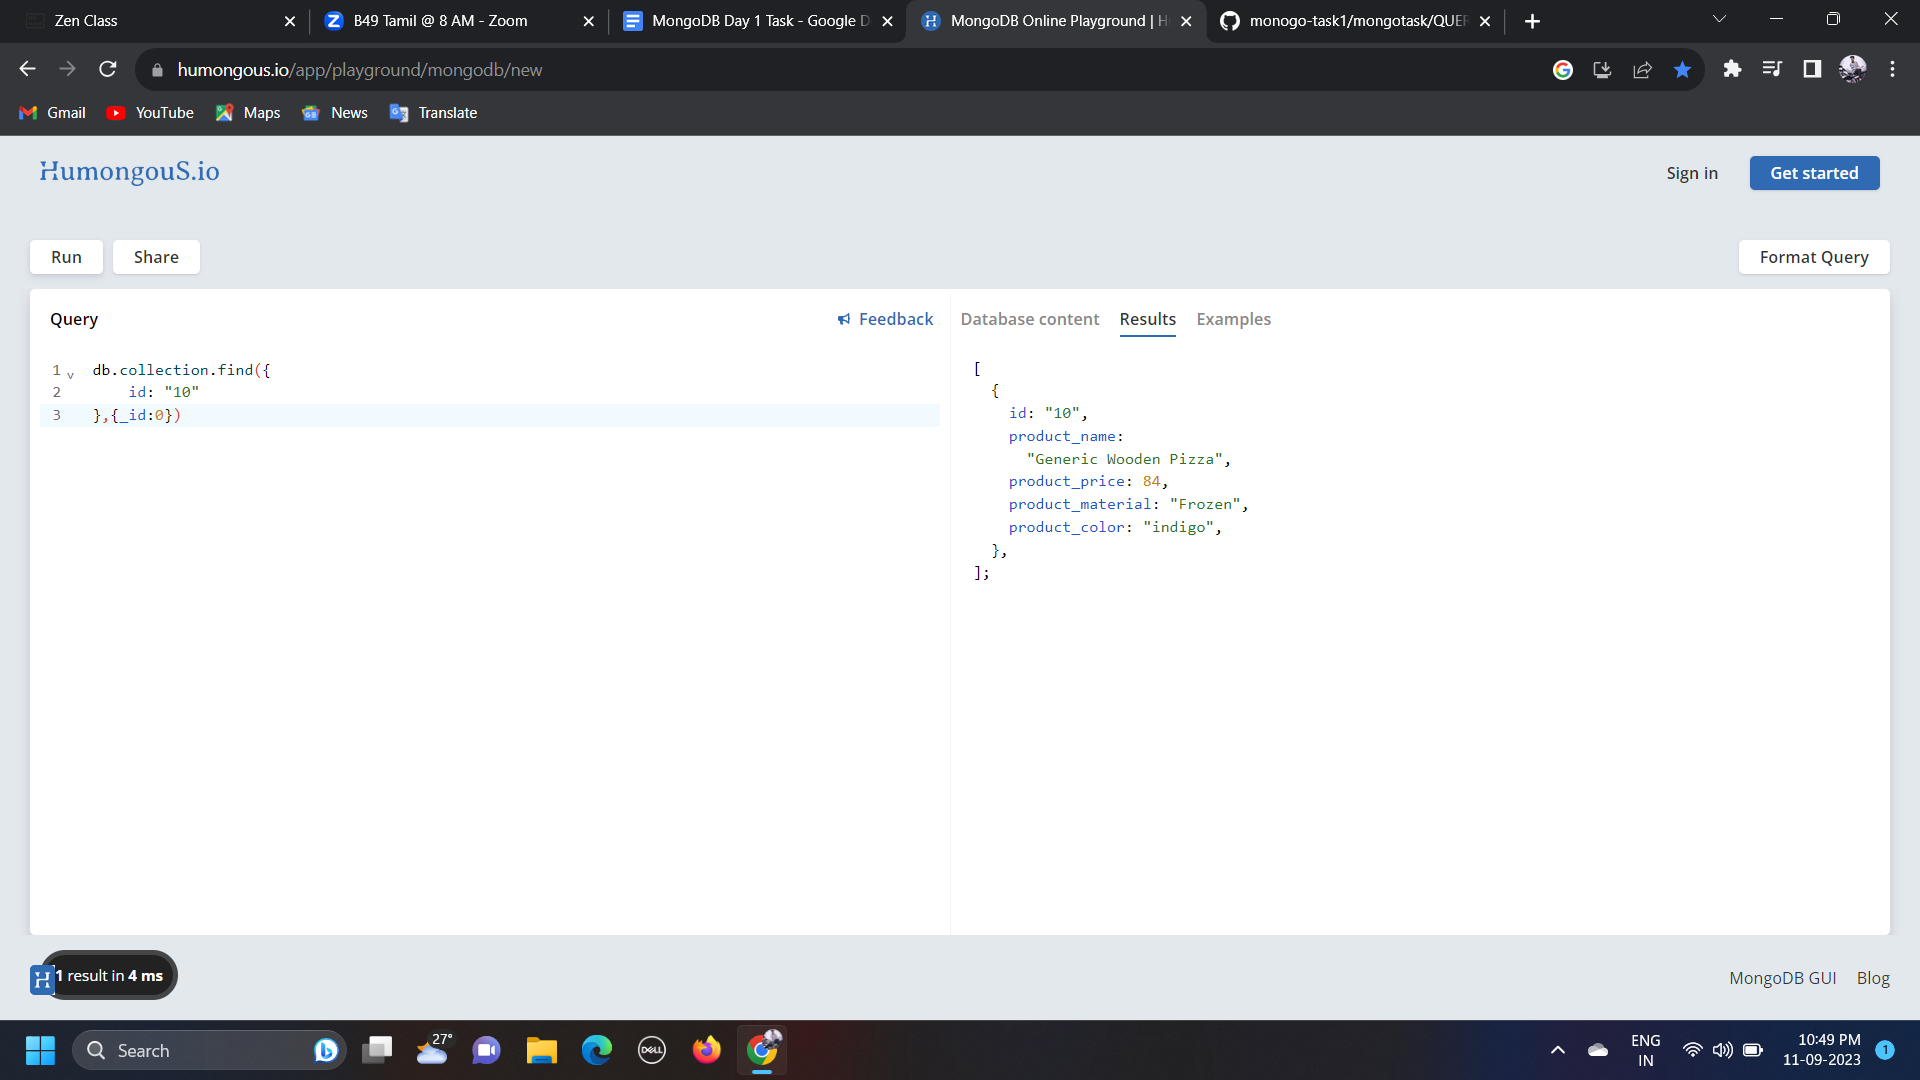 Zen Class
B49 Tamil @ 8 AM - Zoom
MongoDB Day 1 Task - Google D
MongoDB Online Playground | H
monogo-task1/mongotask/QUER
humongous.io/app/playground/mongodb/new
Gmail
YouTube
Maps
News
Translate
HumongouS.io
Sign in
Get started
Run
Share
Format Query
Query
Feedback
Database content
Results
Examples
1 db.collection.find({
2 id: "10"
3 },{_id:0})
[
{
id: "10",
product_name:
"Generic Wooden Pizza",
product_price: 84,
product_material: "Frozen",
product_color: "indigo",
},
];
1 result in 4 ms
MongoDB GUI
Blog
Search
27°
DELL
ENG
IN
10:49 PM
11-09-2023
1